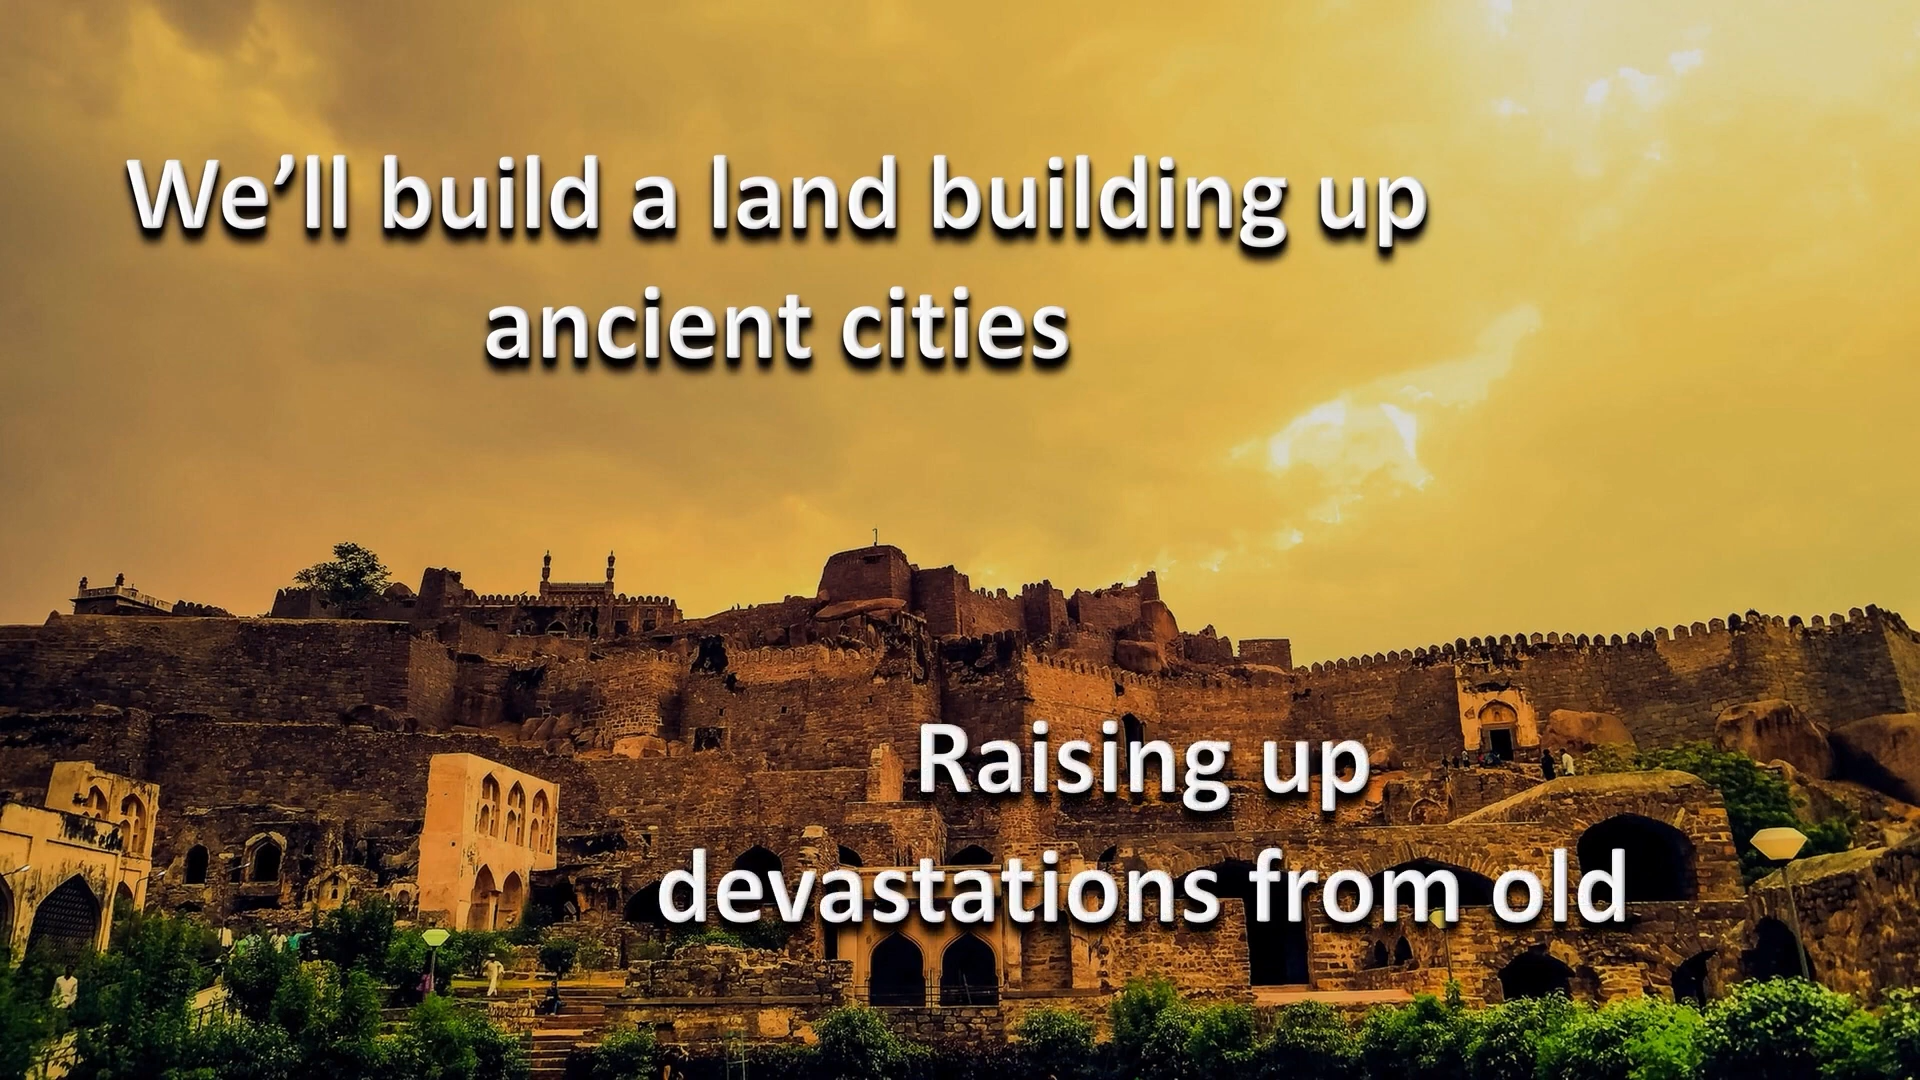 We’ll build a land building up
ancient cities
Raising up
devastations from old